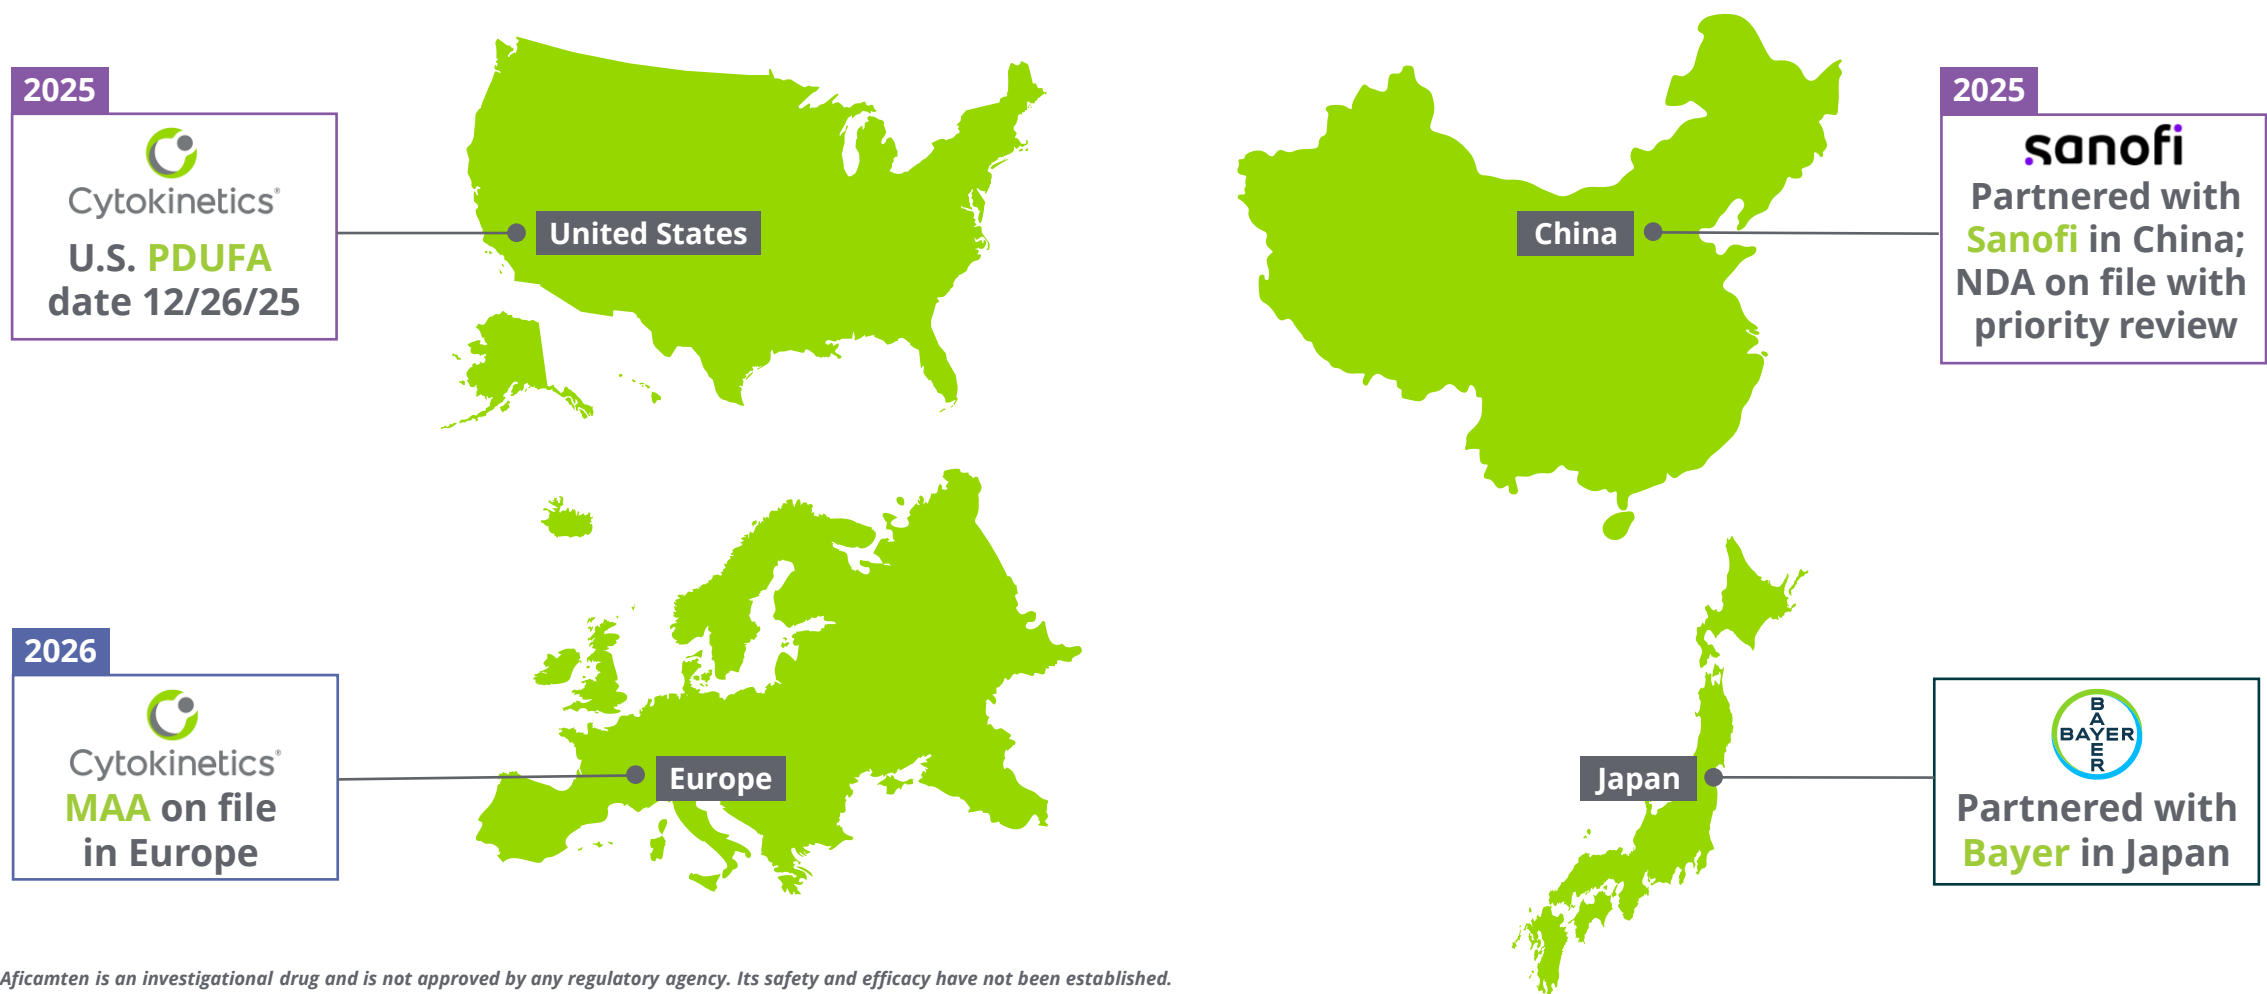 2025
Cytokinetics®
U.S. PDUFA
date 12/26/25
United States
China
2025
sanofi
Partnered with
Sanofi in China;
NDA on file with
priority review
2026
Cytokinetics®
MAA on file
in Europe
Europe
Japan
BAYER
BAYER
Partnered with
Bayer in Japan
Aficamten is an investigational drug and is not approved by any regulatory agency. Its safety and efficacy have not been established.